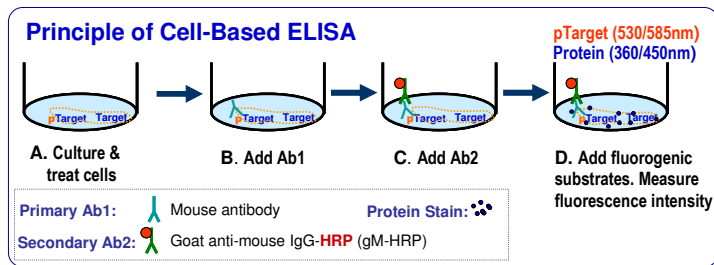 Principle of Cell-Based ELISA
pTarget (530/585nm)
Protein (360/450nm)
pTarget Target
pTarget Target
pTarget Target
pTarget Target
A. Culture &
treat cells
B. Add Ab1
C. Add Ab2
D. Add fluorogenic
substrates. Measure
fluorescence intensity
Primary Ab1: Mouse antibody Protein Stain:
Secondary Ab2: Goat anti-mouse IgG-HRP (gM-HRP)